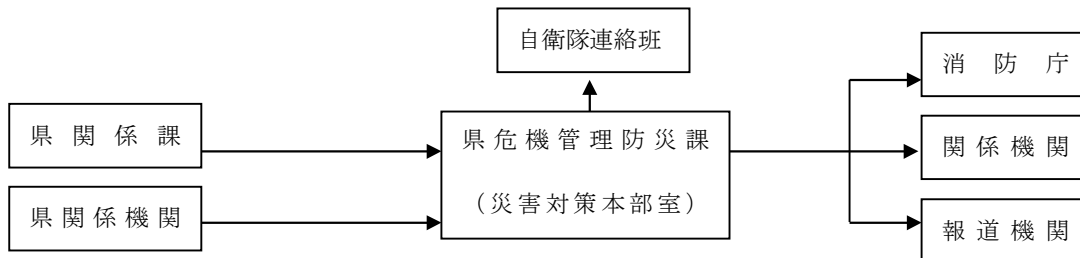 自衛隊連絡班
県関係課
県関係機関
県危機管理防災課
（災害対策本部室）
消防庁
関係機関
報道機関